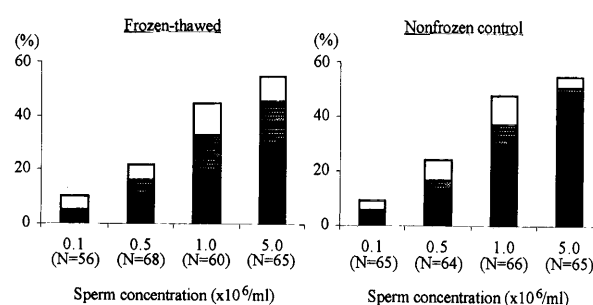 Frozen-thawed
(%)
60
40
20
0
0.1 0.5 1.0 5.0
(N=56) (N=68) (N=60) (N=65)
Sperm concentration (x10⁶/ml)
Nonfrozen control
(%)
60
40
20
0
0.1 0.5 1.0 5.0
(N=65) (N=64) (N=66) (N=65)
Sperm concentration (x10⁶/ml)